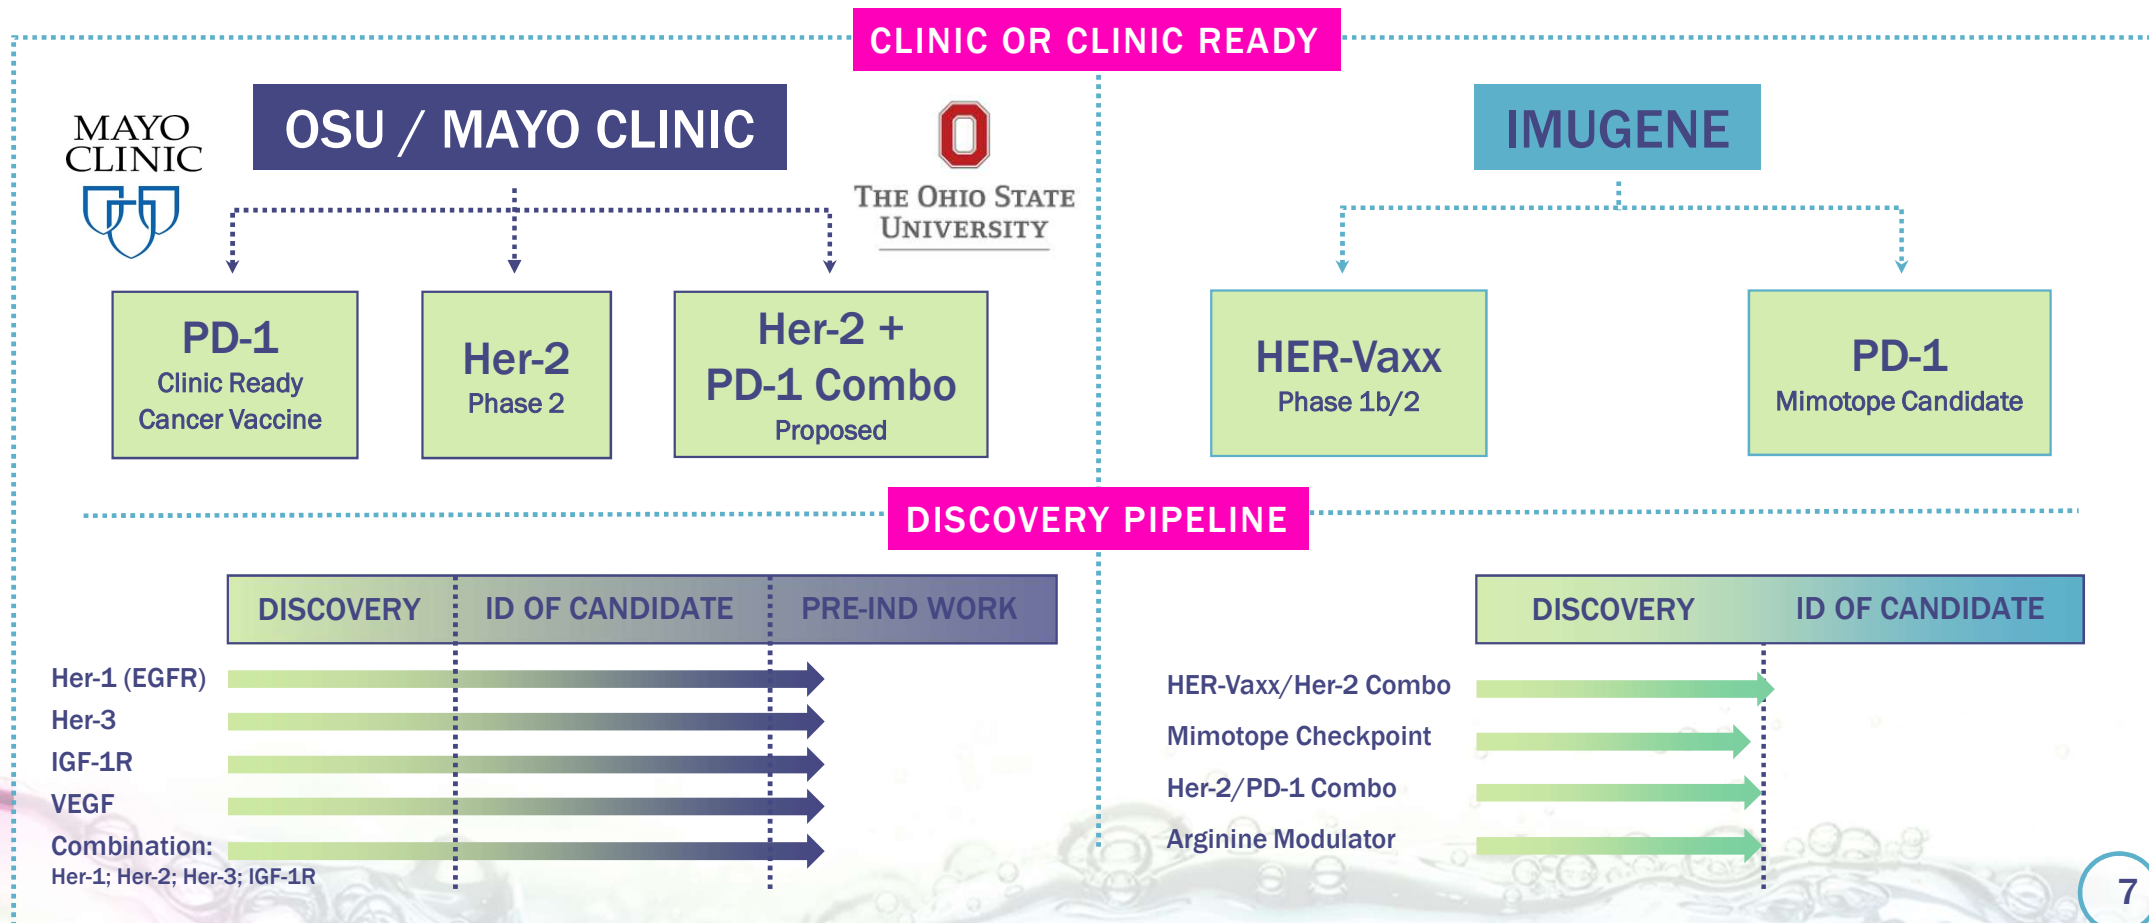 CLINIC OR CLINIC READY
MAYO
CLINIC
OSU / MAYO CLINIC
THE OHIO STATE
UNIVERSITY
IMUGENE
PD-1
Clinic Ready
Cancer Vaccine
Her-2
Phase 2
Her-2 +
PD-1 Combo
Proposed
HER-Vaxx
Phase 1b/2
PD-1
Mimotope Candidate
DISCOVERY PIPELINE
DISCOVERY
ID OF CANDIDATE
PRE-IND WORK
Her-1 (EGFR)
Her-3
IGF-1R
VEGF
Combination:
Her-1; Her-2; Her-3; IGF-1R
DISCOVERY
ID OF CANDIDATE
HER-Vaxx/Her-2 Combo
Mimotope Checkpoint
Her-2/PD-1 Combo
Arginine Modulator
7